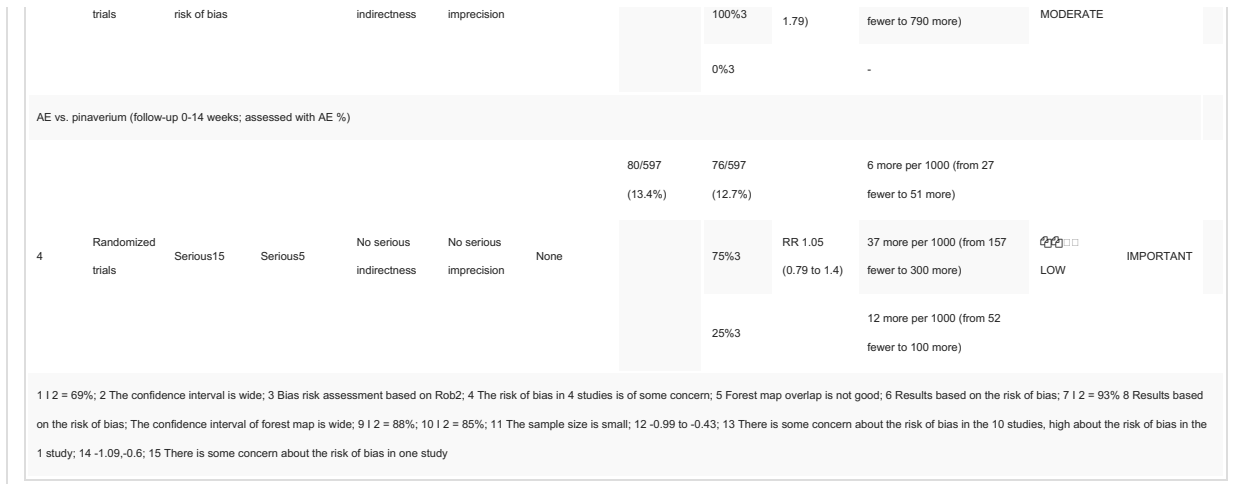 trials risk of bias indirectness imprecision 100%3 1.79) fewer to 790 more) MODERATE
0%3 -
AE vs. pinaverium (follow-up 0-14 weeks; assessed with AE %)
80/597 76/597 6 more per 1000 (from 27
(13.4%) (12.7%) fewer to 51 more)
4 Randomized trials Serious15 Serious5 No serious indirectness No serious imprecision None 75%3 RR 1.05 (0.79 to 1.4) 37 more per 1000 (from 157 fewer to 300 more) LOW IMPORTANT
25%3 12 more per 1000 (from 52
fewer to 100 more)
1 I 2 = 69%; 2 The confidence interval is wide; 3 Bias risk assessment based on Rob2; 4 The risk of bias in 4 studies is of some concern; 5 Forest map overlap is not good; 6 Results based on the risk of bias; 7 I 2 = 93% 8 Results based
on the risk of bias; The confidence interval of forest map is wide; 9 I 2 = 88%; 10 I 2 = 85%; 11 The sample size is small; 12 -0.99 to -0.43; 13 There is some concern about the risk of bias in the 10 studies, high about the risk of bias in the
1 study; 14 -1.09,-0.6; 15 There is some concern about the risk of bias in one study